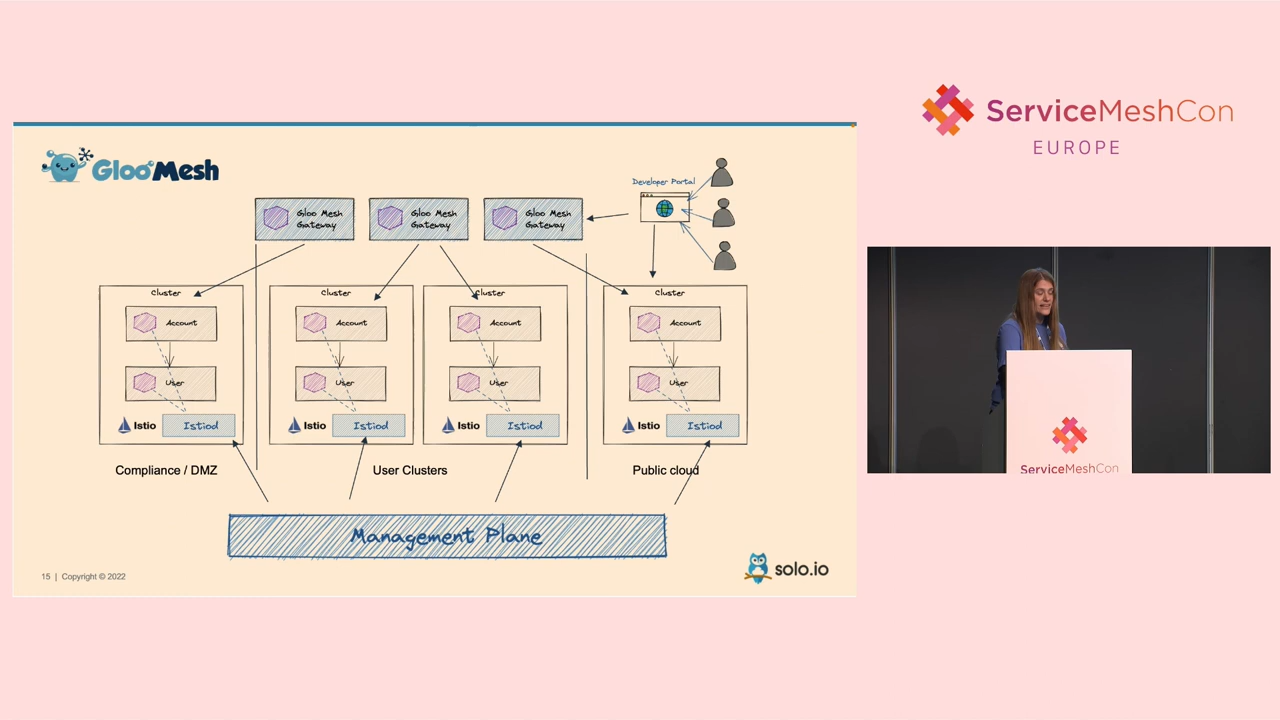 ServiceMeshCon
EUROPE
Gloo Mesh
Developer Portal
Gloo Mesh
Gateway
Gloo Mesh
Gateway
Gloo Mesh
Gateway
Cluster
Account
User
Istio
Istiod
Cluster
Account
User
Istio
Istiod
Cluster
Account
User
Istio
Istiod
Cluster
Account
User
Istio
Istiod
Compliance / DMZ
User Clusters
Public cloud
Management Plane
15 | Copyright © 2022
solo.io
ServiceMeshCon